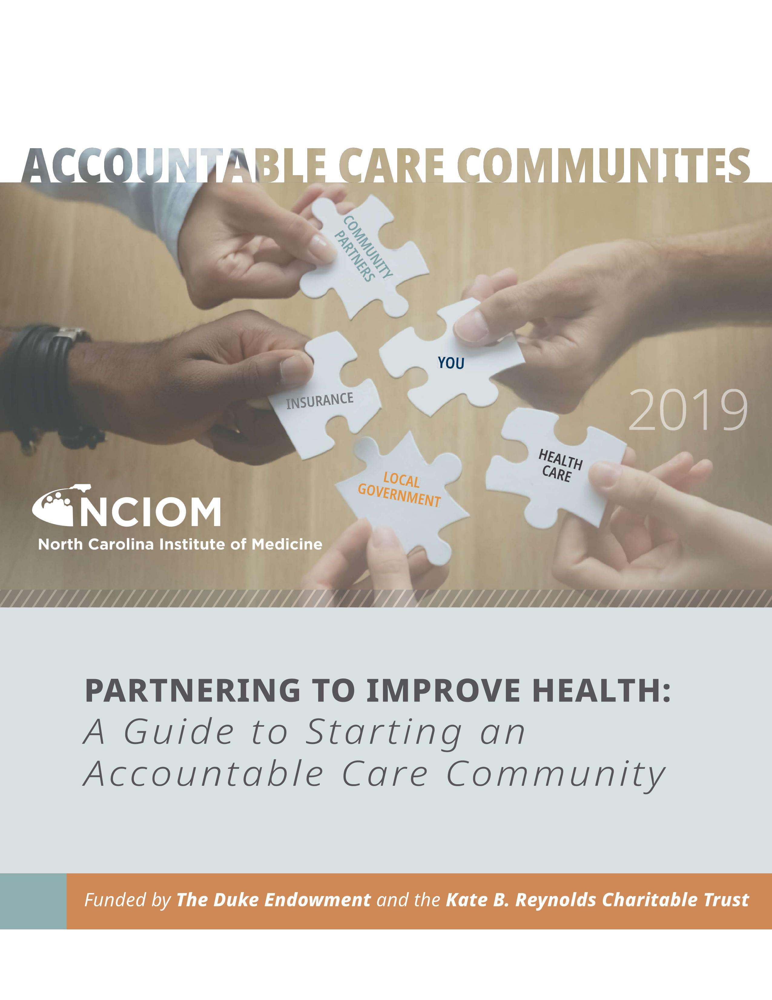 ACCOUNTABLE CARE COMMUNITES
COMMUNITY
PARTNERS
YOU
INSURANCE
2019
HEALTH
CARE
LOCAL
GOVERNMENT
NCIOM
North Carolina Institute of Medicine
PARTNERING TO IMPROVE HEALTH:
A Guide to Starting an
Accountable Care Community
Funded by The Duke Endowment and the Kate B. Reynolds Charitable Trust